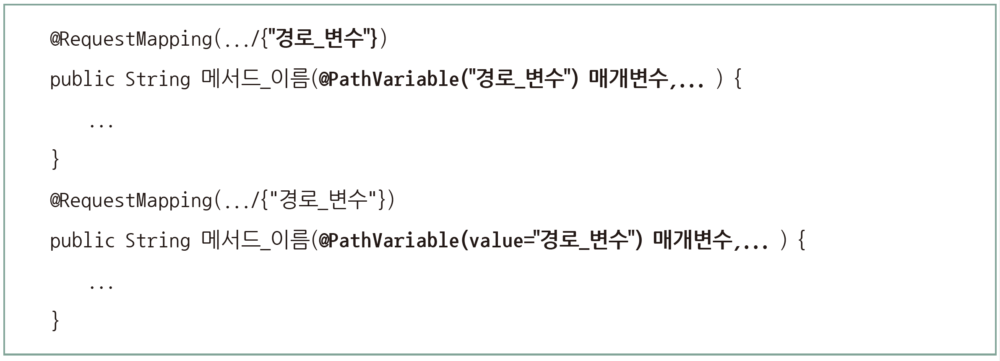 @RequestMapping(.../{"경로_변수"})
public String 메서드_이름(@PathVariable("경로_변수") 매개변수,... ) {
...
}
@RequestMapping(.../{"경로_변수"})
public String 메서드_이름(@PathVariable(value="경로_변수") 매개변수,... ) {
...
}